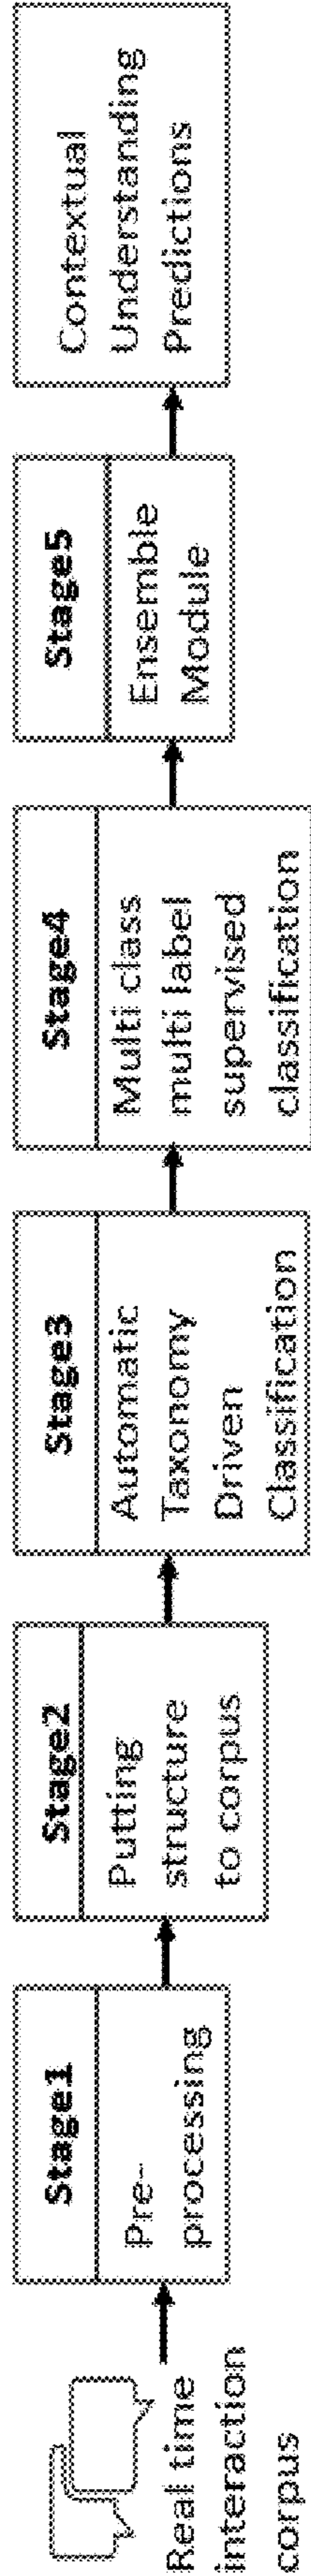 Real time
interaction
corpus
Stage1
Pre-
processing
Stage2
Putting
structure
to corpus
Stage3
Automatic
Taxonomy
Driven
Classification
Stage4
Multi class
multi label
supervised
classification
Stage5
Ensemble
Module
Contextual
Understanding
Predictions